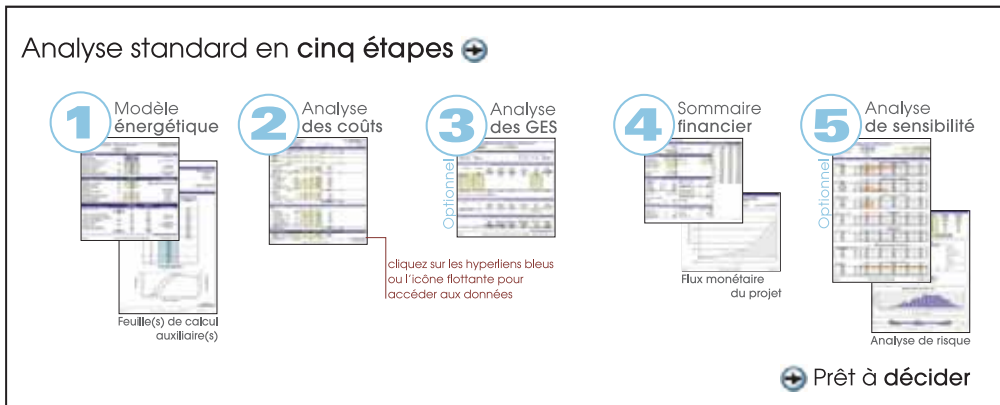 Analyse standard en cinq étapes
1 Modèle
énergétique
Feuille(s) de calcul
auxiliaire(s)
2 Analyse
des coûts
cliquez sur les hyperliens bleus
ou l'icône flottante pour
accéder aux données
3 Analyse
des GES
Optionnel
4 Sommaire
financier
Flux monétaire
du projet
5 Analyse
de sensibilité
Optionnel
Analyse de risque
Prêt à décider